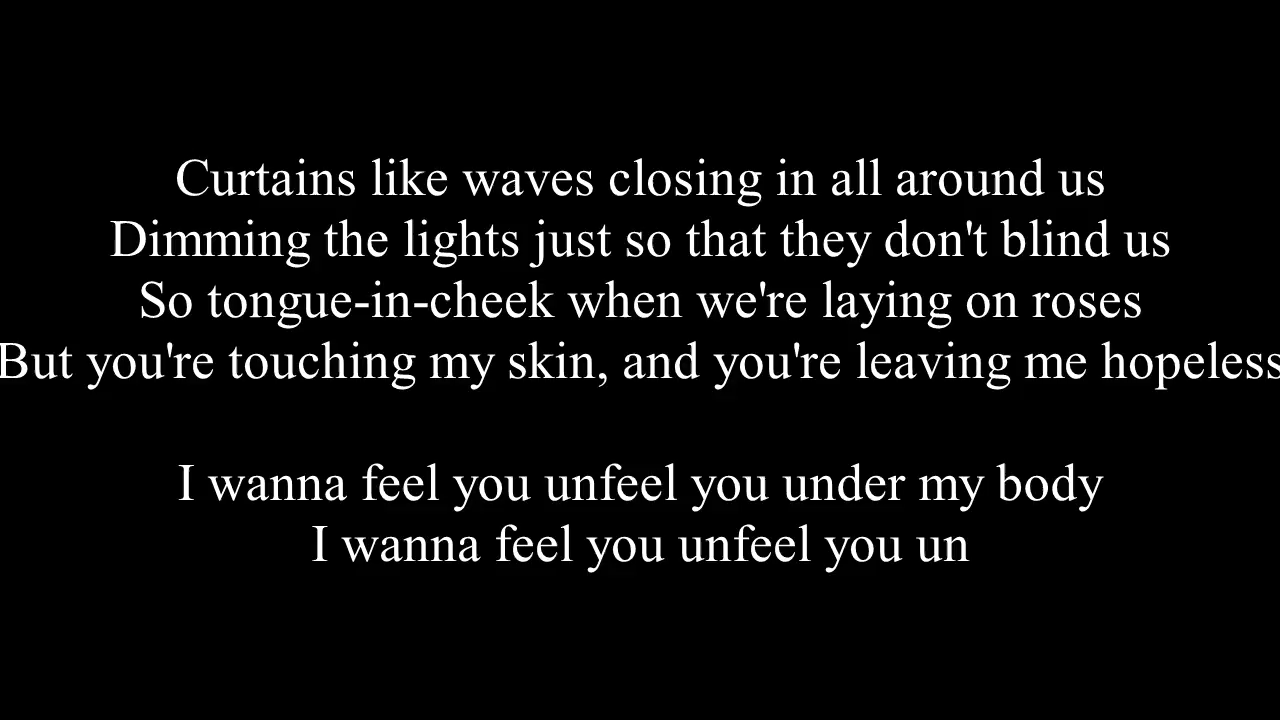 Curtains like waves closing in all around us
Dimming the lights just so that they don't blind us
So tongue-in-cheek when we're laying on roses
But you're touching my skin, and you're leaving me hopeless
I wanna feel you unfeel you under my body
I wanna feel you unfeel you un